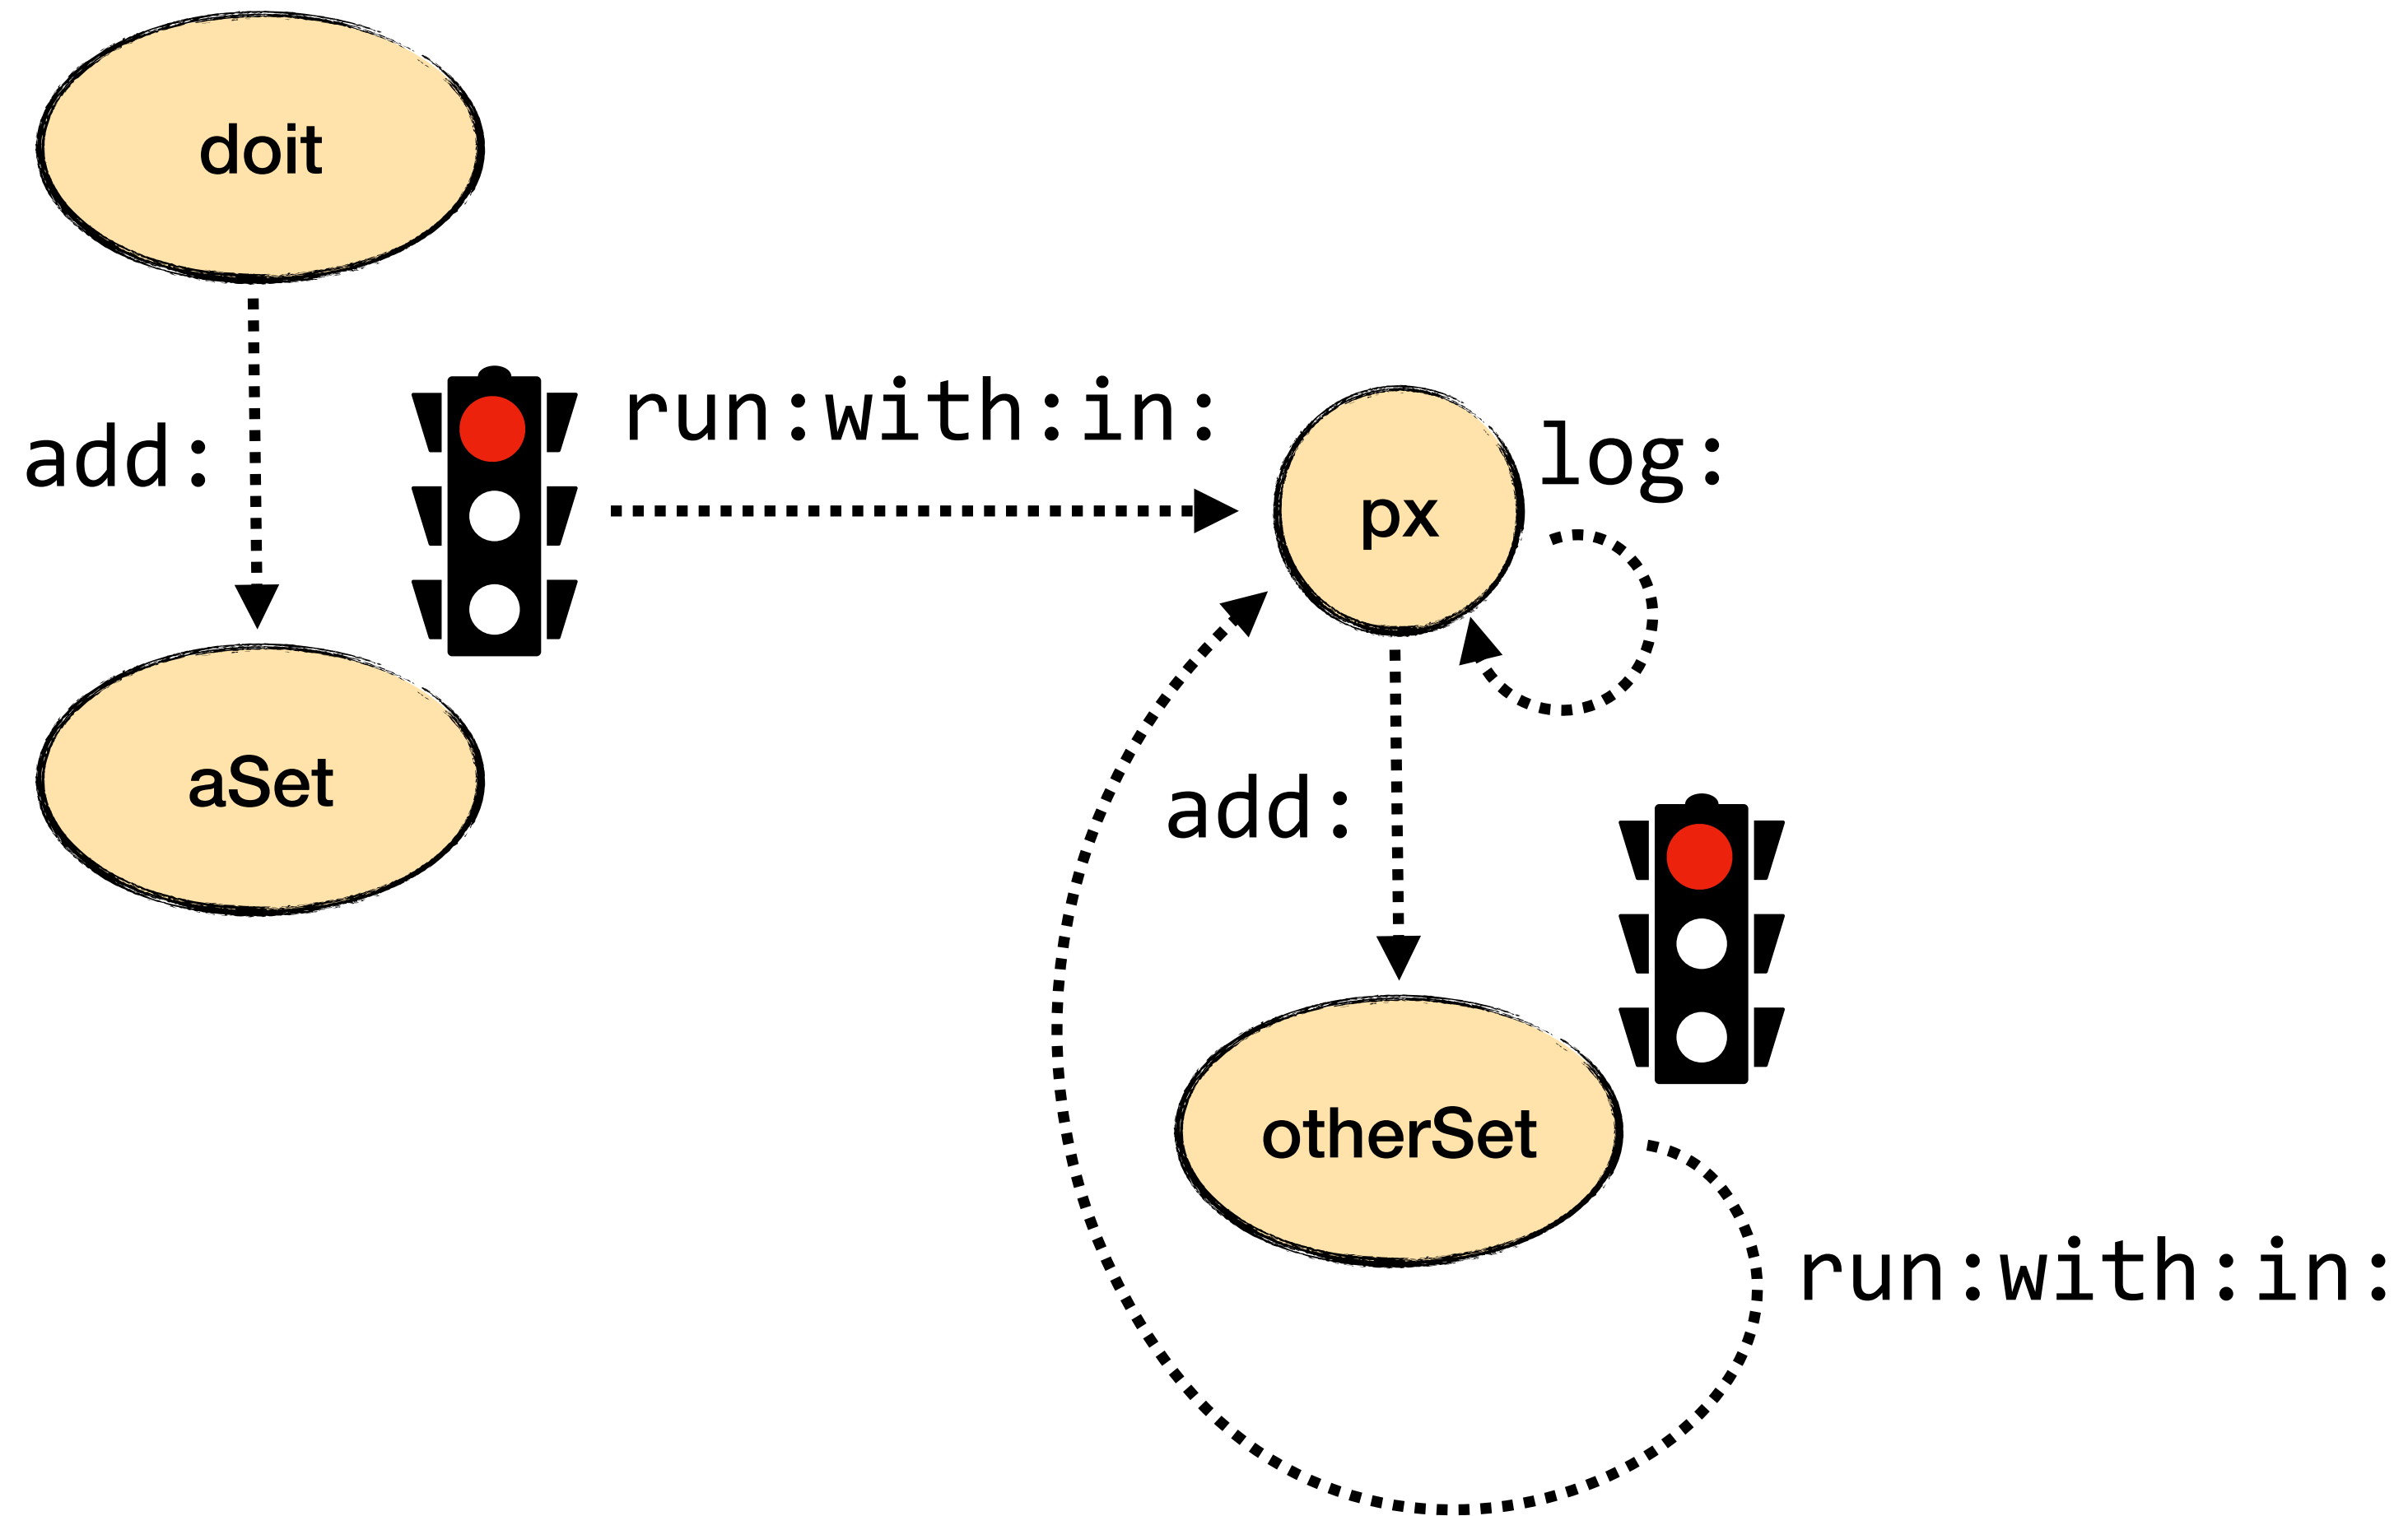 doit
add:
run:with:in:
px
log:
aSet
add:
otherSet
run:with:in: